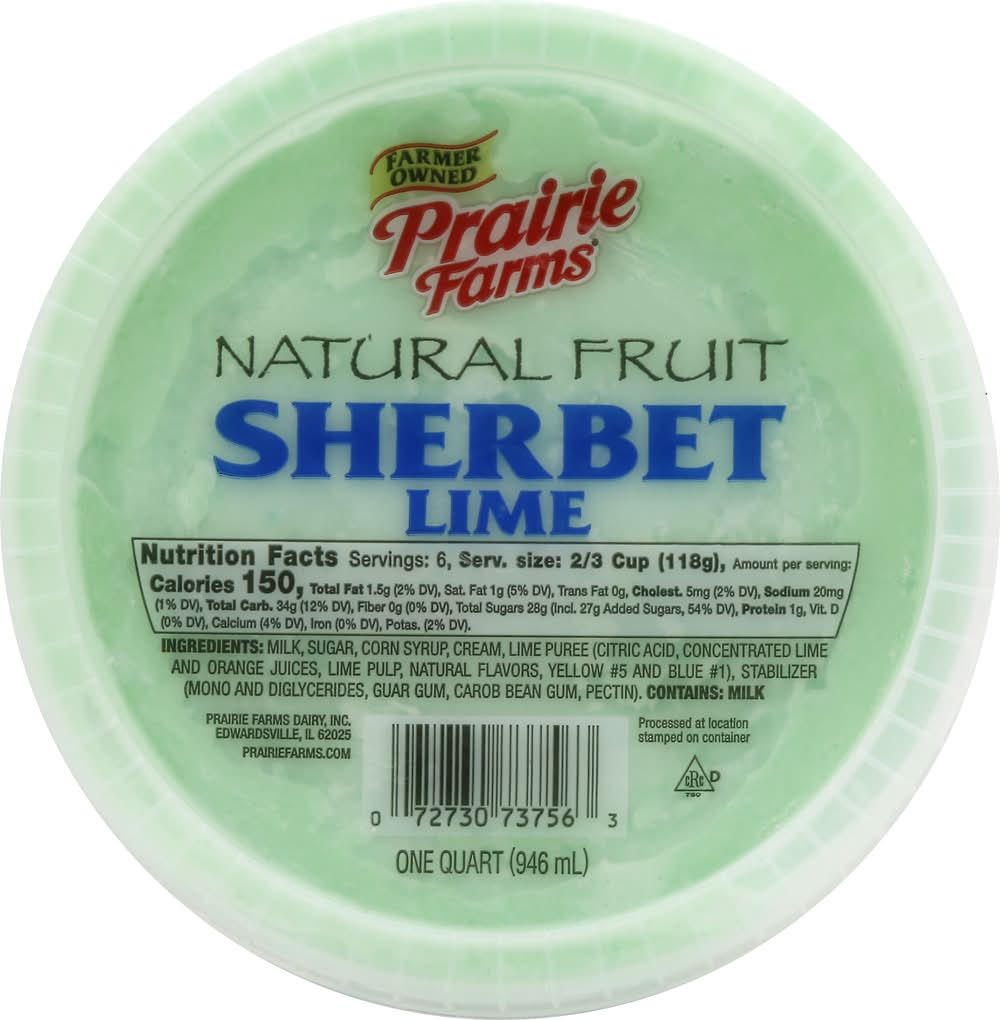 FARMER
OWNED
Prairie
Farms
NATURAL FRUIT
SHERBET
LIME
Nutrition Facts Servings: 6, Serv. size: 2/3 Cup (118g), Amount per serving:
Calories 150, Total Fat 1.5g (2% DV), Sat. Fat 1g (5% DV), Trans Fat 0g, Cholest. 5mg (2% DV), Sodium 20mg
(1% DV), Total Carb. 34g (12% DV), Fiber 0g (0% DV), Total Sugars 28g (Incl. 27g Added Sugars, 54% DV), Protein 1g, Vit. D
(0% DV), Calcium (4% DV), Iron (0% DV), Potas. (2% DV).
INGREDIENTS: MILK, SUGAR, CORN SYRUP, CREAM, LIME PUREE (CITRIC ACID, CONCENTRATED LIME
AND ORANGE JUICES, LIME PULP, NATURAL FLAVORS, YELLOW #5 AND BLUE #1), STABILIZER
(MONO AND DIGLYCERIDES, GUAR GUM, CAROB BEAN GUM, PECTIN). CONTAINS: MILK
PRAIRIE FARMS DAIRY, INC.
EDWARDSVILLE, IL 62025
PRAIRIEFARMS.COM
Processed at location
stamped on container
cRc D
780
0 72730 73756 3
ONE QUART (946 mL)